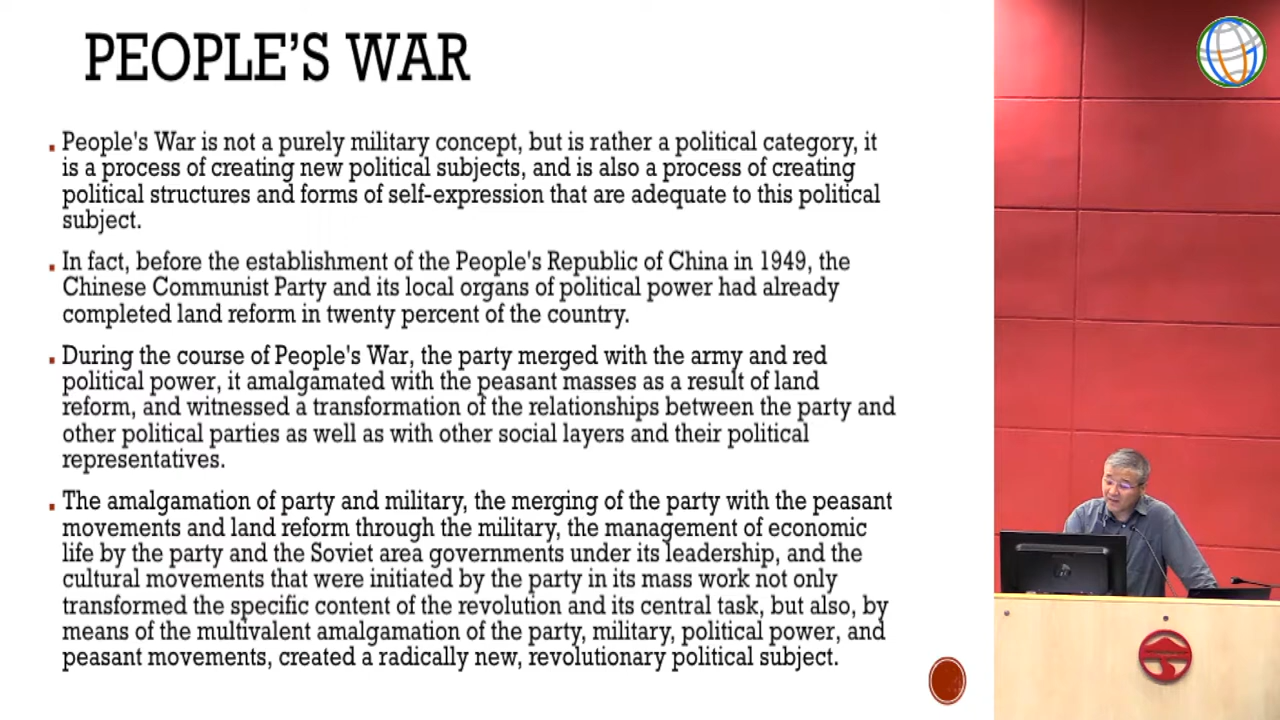 PEOPLE'S WAR
People's War is not a purely military concept, but is rather a political category, it
is a process of creating new political subjects, and is also a process of creating
political structures and forms of self-expression that are adequate to this political
subject.
In fact, before the establishment of the People's Republic of China in 1949, the
Chinese Communist Party and its local organs of political power had already
completed land reform in twenty percent of the country.
During the course of People's War, the party merged with the army and red
political power, it amalgamated with the peasant masses as a result of land
reform, and witnessed a transformation of the relationships between the party and
other political parties as well as with other social layers and their political
representatives.
The amalgamation of party and military, the merging of the party with the peasant
movements and land reform through the military, the management of economic
life by the party and the Soviet area governments under its leadership, and the
cultural movements that were initiated by the party in its mass work not only
transformed the specific content of the revolution and its central task, but also, by
means of the multivalent amalgamation of the party, military, political power, and
peasant movements, created a radically new, revolutionary political subject.